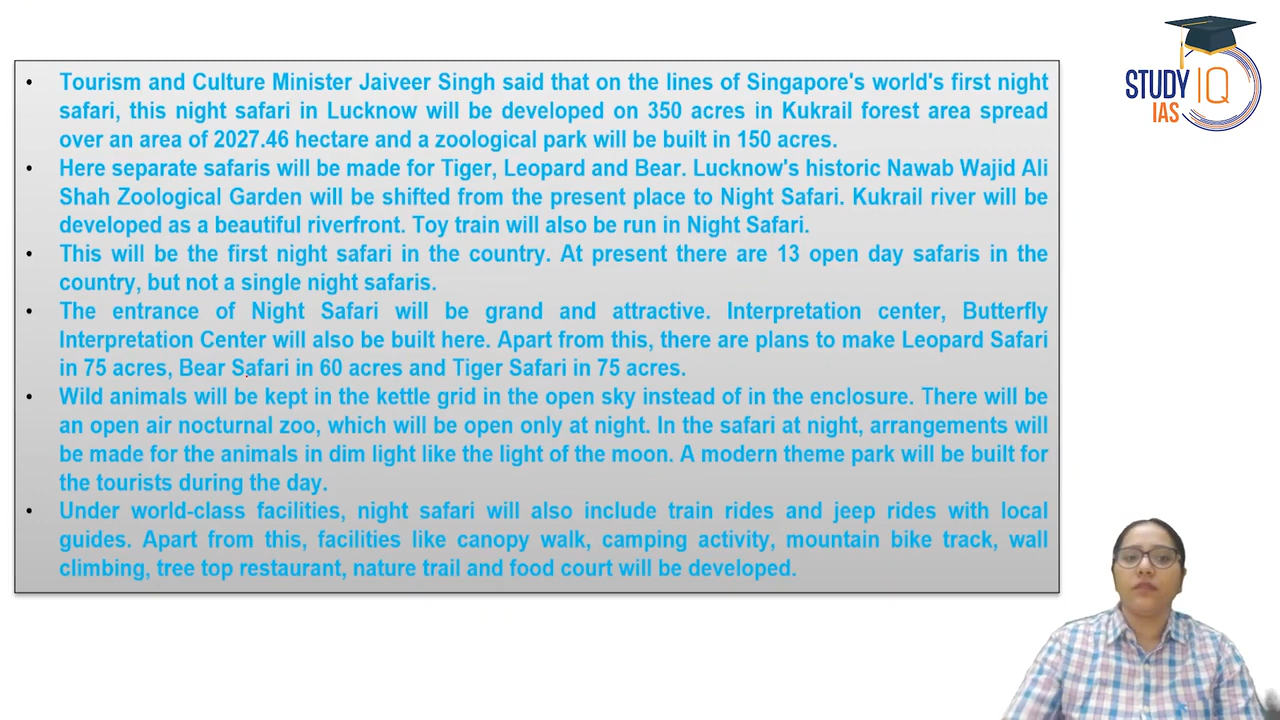 STUDY IQ
IAS
• Tourism and Culture Minister Jaiveer Singh said that on the lines of Singapore's world's first night
safari, this night safari in Lucknow will be developed on 350 acres in Kukrail forest area spread
over an area of 2027.46 hectare and a zoological park will be built in 150 acres.
• Here separate safaris will be made for Tiger, Leopard and Bear. Lucknow's historic Nawab Wajid Ali
Shah Zoological Garden will be shifted from the present place to Night Safari. Kukrail river will be
developed as a beautiful riverfront. Toy train will also be run in Night Safari.
• This will be the first night safari in the country. At present there are 13 open day safaris in the
country, but not a single night safaris.
• The entrance of Night Safari will be grand and attractive. Interpretation center, Butterfly
Interpretation Center will also be built here. Apart from this, there are plans to make Leopard Safari
in 75 acres, Bear Safari in 60 acres and Tiger Safari in 75 acres.
• Wild animals will be kept in the kettle grid in the open sky instead of in the enclosure. There will be
an open air nocturnal zoo, which will be open only at night. In the safari at night, arrangements will
be made for the animals in dim light like the light of the moon. A modern theme park will be built for
the tourists during the day.
• Under world-class facilities, night safari will also include train rides and jeep rides with local
guides. Apart from this, facilities like canopy walk, camping activity, mountain bike track, wall
climbing, tree top restaurant, nature trail and food court will be developed.